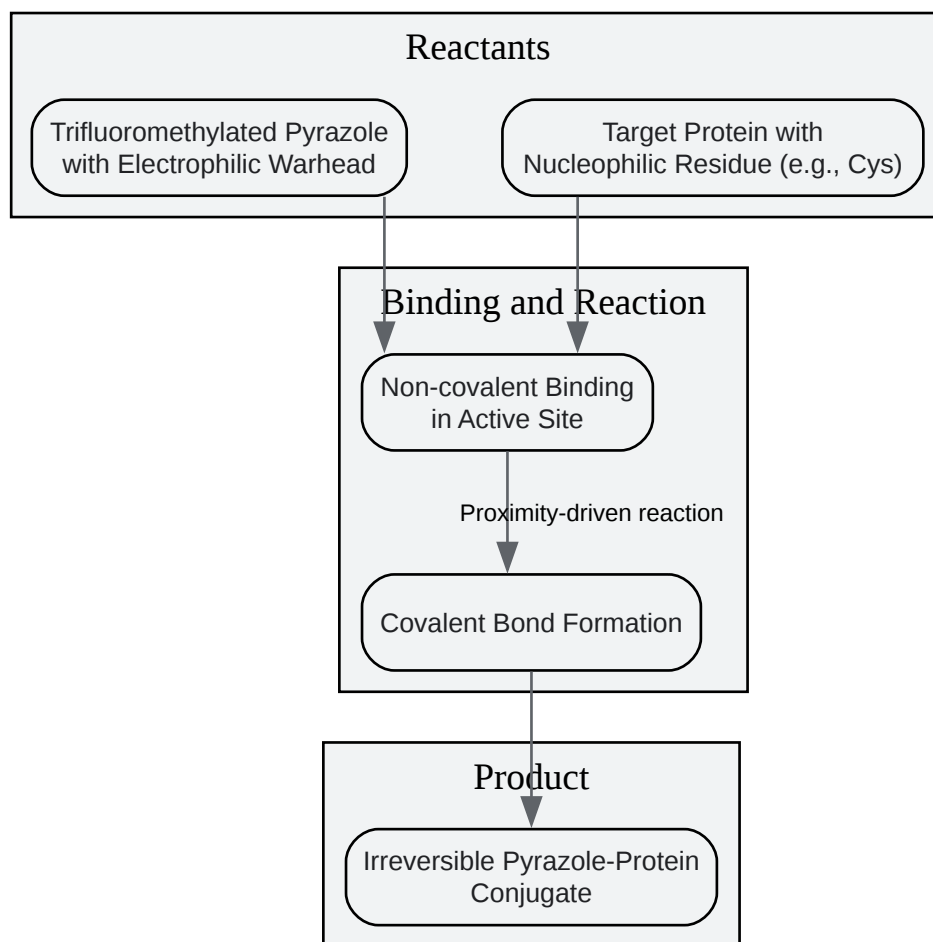 Reactants
Trifluoromethylated Pyrazole
with Electrophilic Warhead
Target Protein with
Nucleophilic Residue (e.g., Cys)
Binding and Reaction
Non-covalent Binding
in Active Site
Proximity-driven reaction
Covalent Bond Formation
Product
Irreversible Pyrazole-Protein
Conjugate